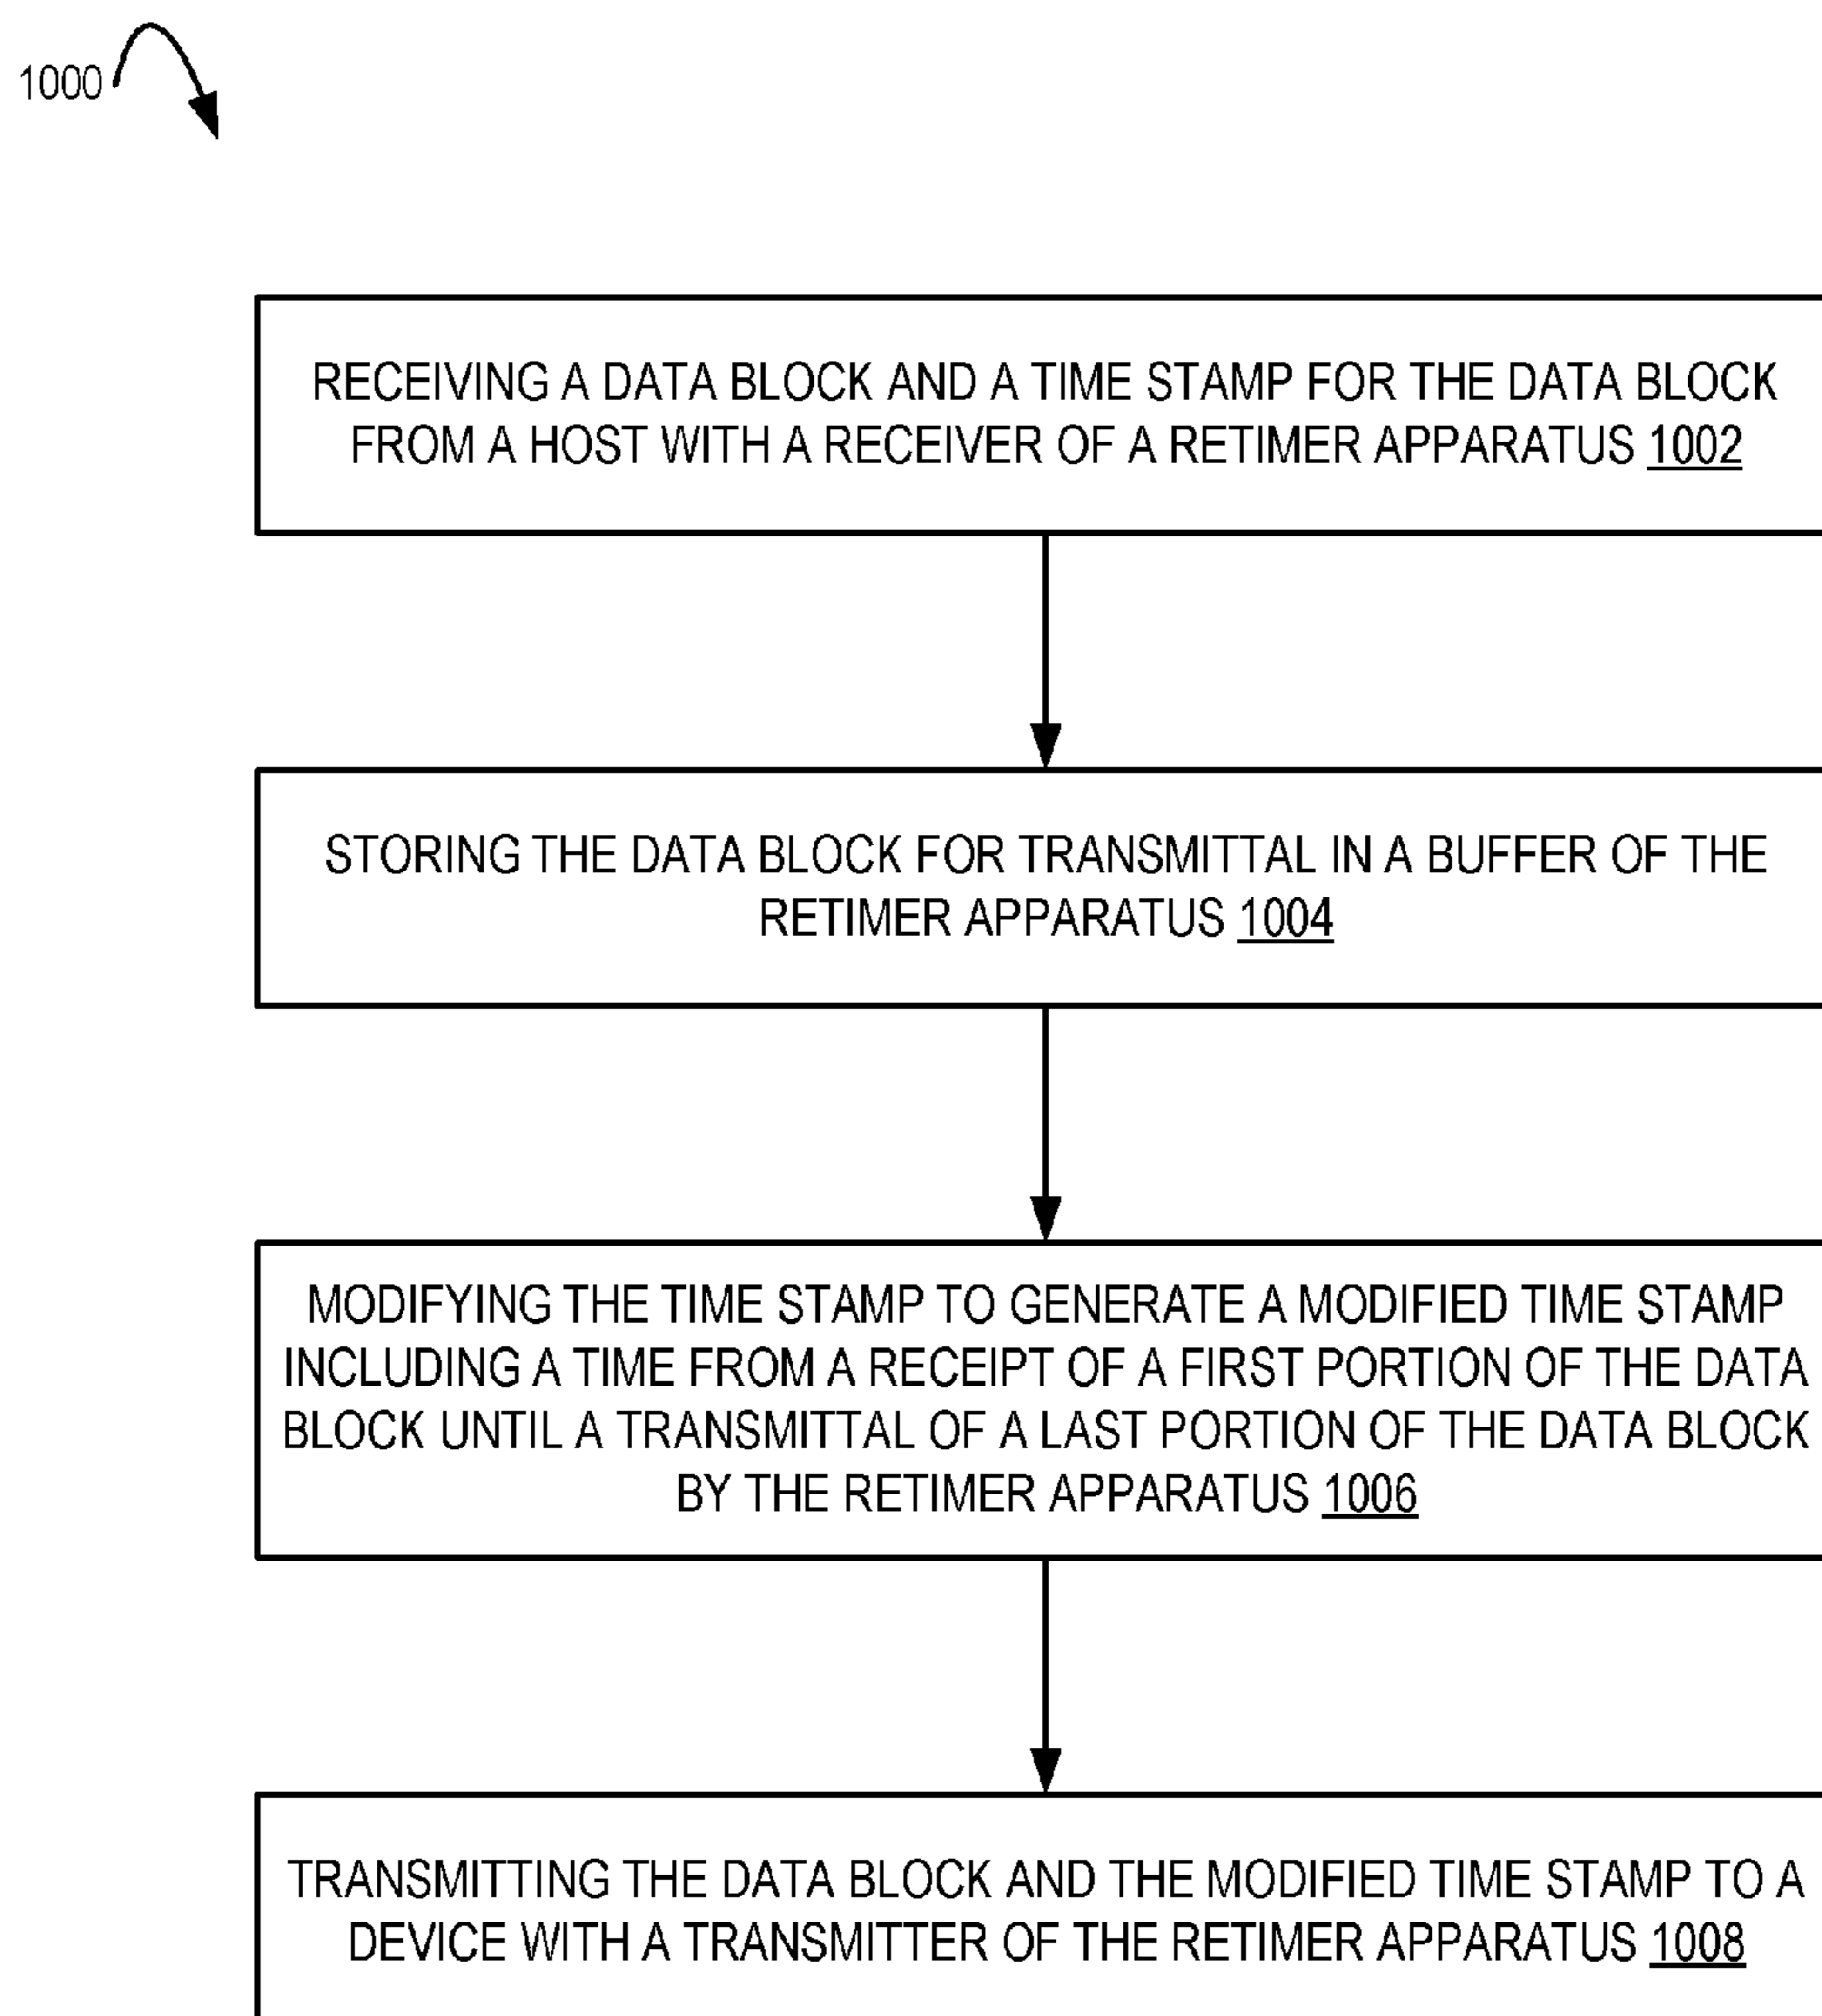 1000
RECEIVING A DATA BLOCK AND A TIME STAMP FOR THE DATA BLOCK
FROM A HOST WITH A RECEIVER OF A RETIMER APPARATUS 1002
STORING THE DATA BLOCK FOR TRANSMITTAL IN A BUFFER OF THE
RETIMER APPARATUS 1004
MODIFYING THE TIME STAMP TO GENERATE A MODIFIED TIME STAMP
INCLUDING A TIME FROM A RECEIPT OF A FIRST PORTION OF THE DATA
BLOCK UNTIL A TRANSMITTAL OF A LAST PORTION OF THE DATA BLOCK
BY THE RETIMER APPARATUS 1006
TRANSMITTING THE DATA BLOCK AND THE MODIFIED TIME STAMP TO A
DEVICE WITH A TRANSMITTER OF THE RETIMER APPARATUS 1008